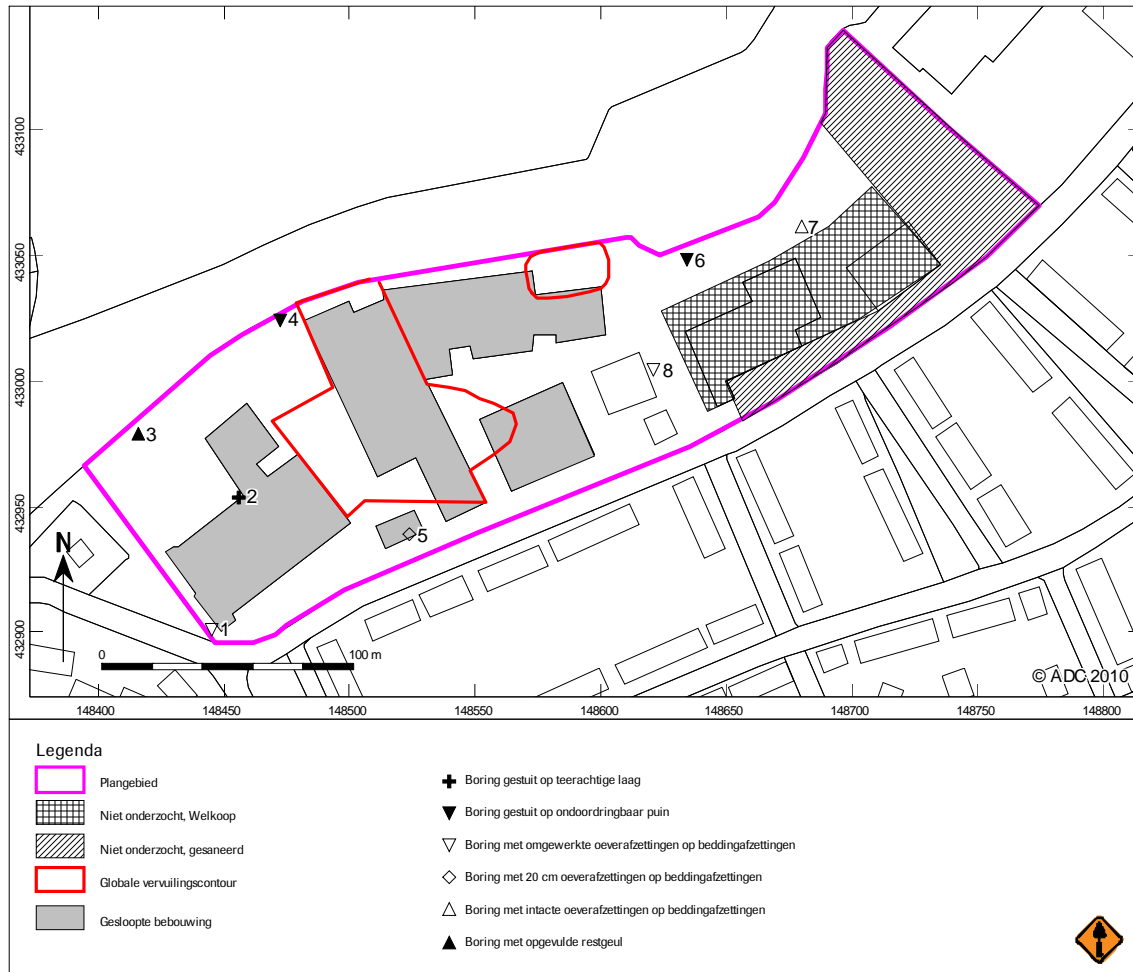 433100
433050
433000
432950
432900
7
6
4
8
3
2
5
1
N
0 100 m
© ADC 2010
148400 148450 148500 148550 148600 148650 148700 148750 148800
Legenda
Plangebied
Niet onderzocht, Welkoop
Niet onderzocht, gesaneerd
Globale vervuilingscontour
Gesloopte bebouwing
Boring gestuit op teerachtige laag
Boring gestuit op ondoordringbaar puin
Boring met omgewerkte oeverafzettingen op beddingafzettingen
Boring met 20 cm oeverafzettingen op beddingafzettingen
Boring met intacte oeverafzettingen op beddingafzettingen
Boring met opgevulde restgeul